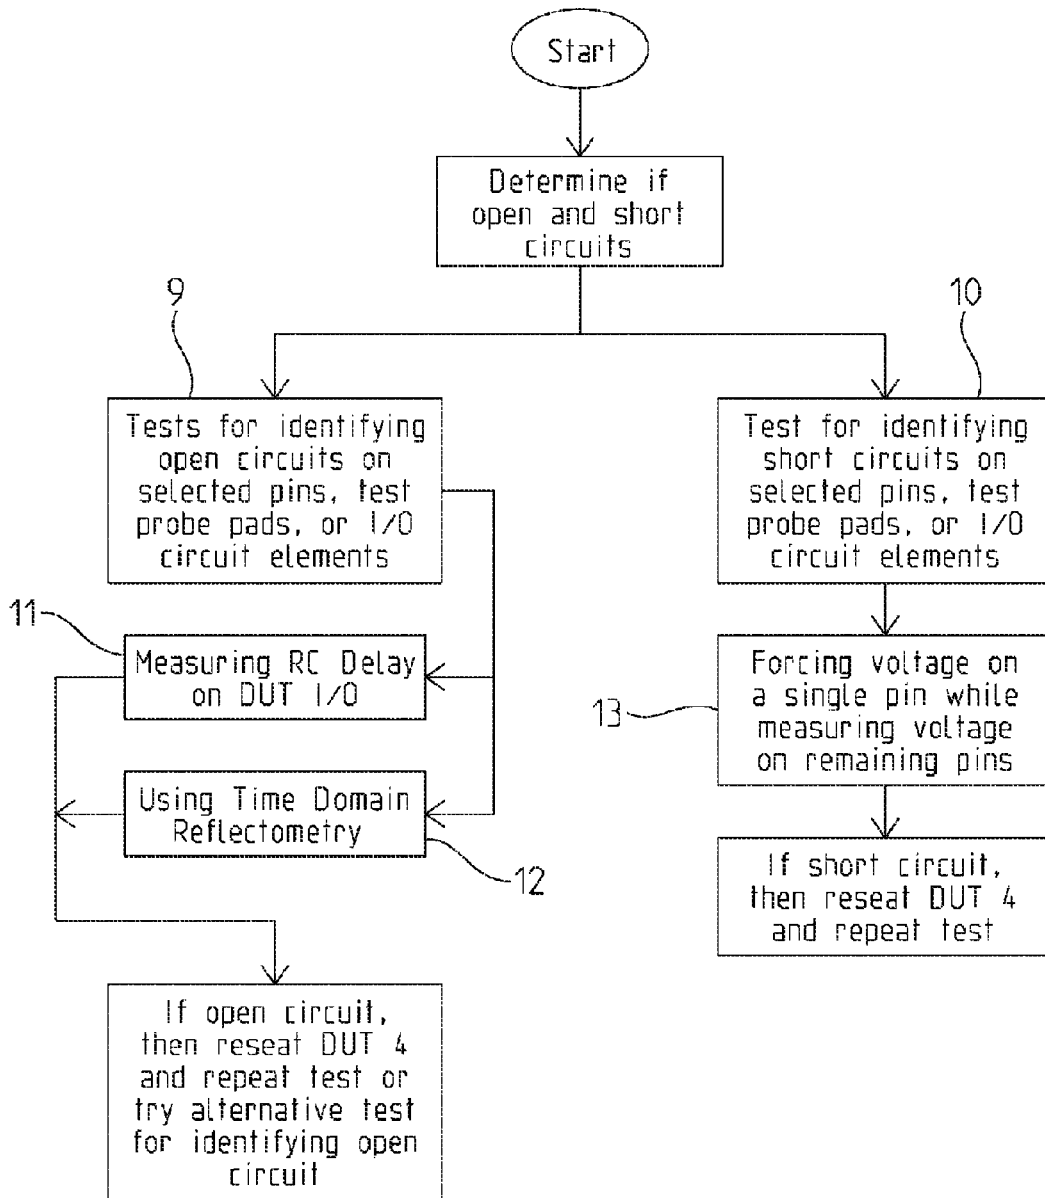 Start
Determine if
open and short
circuits
9
10
Tests for identifying
open circuits on
selected pins, test
probe pads, or I/O
circuit elements
Test for identifying
short circuits on
selected pins, test
probe pads, or I/O
circuit elements
11
Measuring RC Delay
on DUT I/O
13
Forcing voltage on
a single pin while
measuring voltage
on remaining pins
Using Time Domain
Reflectometry
12
If short circuit,
then reseat DUT 4
and repeat test
If open circuit,
then reseat DUT 4
and repeat test or
try alternative test
for identifying open
circuit